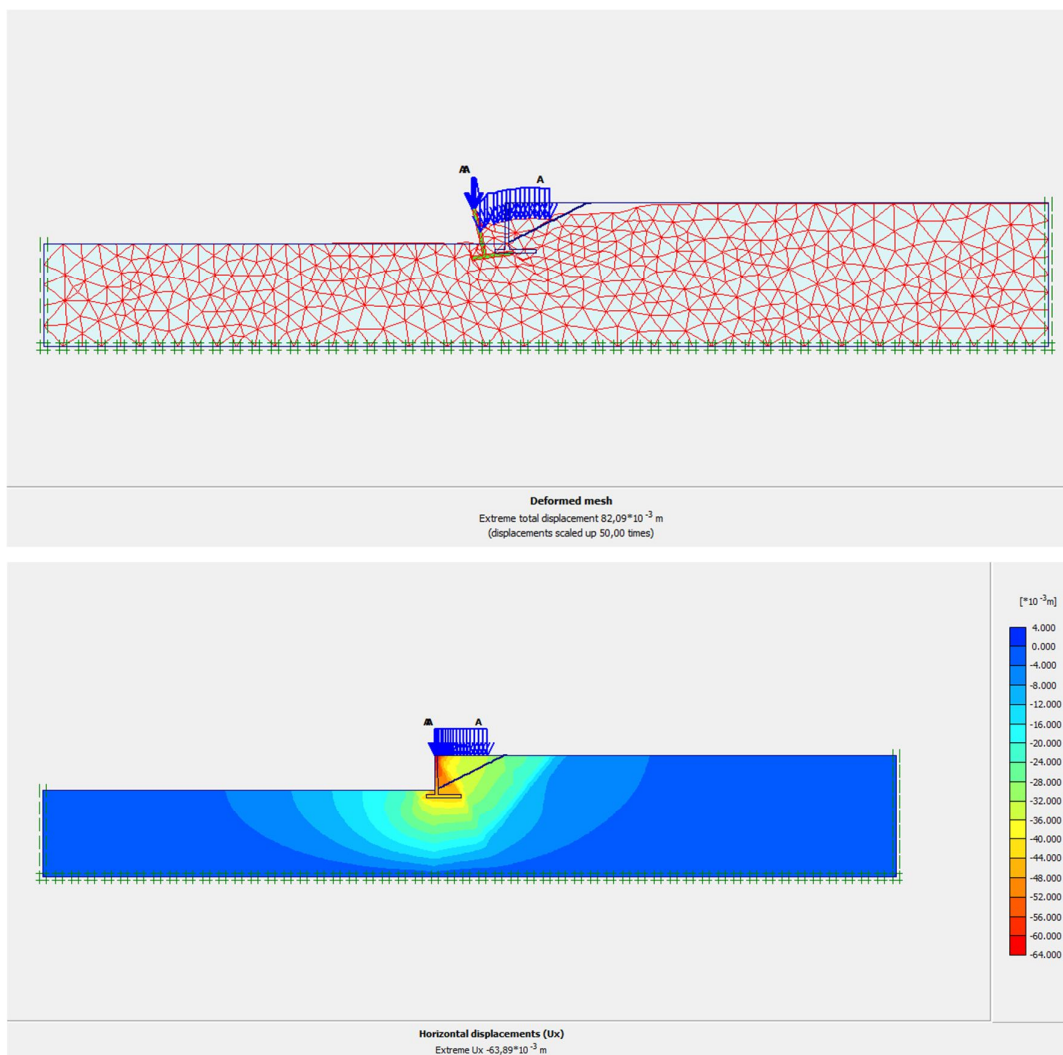 AA
A
Deformed mesh
Extreme total displacement 82,09*10 -3 m
(displacements scaled up 50,00 times)
[*10 -3m]
4.000
0.000
-4.000
-8.000
-12.000
-16.000
-20.000
-24.000
-28.000
-32.000
-36.000
-40.000
-44.000
-48.000
-52.000
-56.000
-60.000
-64.000
AA
A
Horizontal displacements (Ux)
Extreme Ux -63,89*10 -3 m